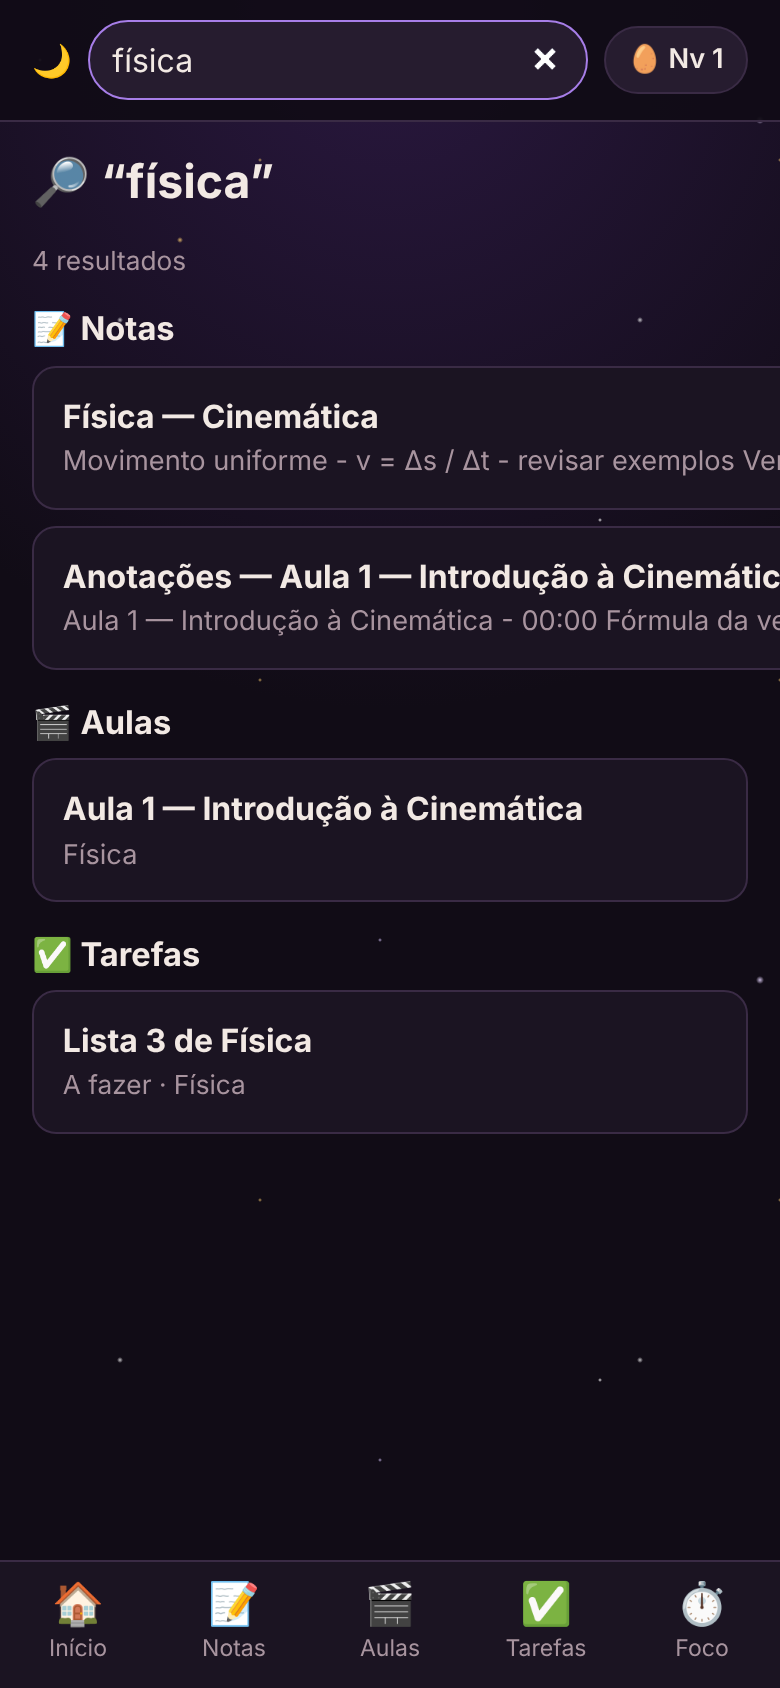 física ×
Nv 1
“física”
4 resultados
Notas
Física — Cinemática
Movimento uniforme - v = Δs / Δt - revisar exemplos
Anotações — Aula 1 — Introdução à
Aula 1 — Introdução à Cinemática - 00:00 Fórmula da
Aulas
Aula 1 — Introdução à Cinemática
Física
Tarefas
Lista 3 de Física
A fazer · Física
Início
Notas
Aulas
Tarefas
Foco